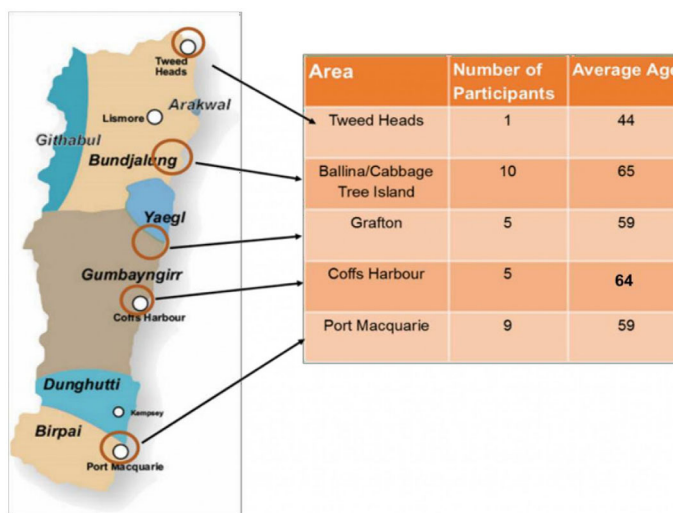 Tweed
Heads
Lismore
Arakwal
Githabul
Bundjalung
Yaegl
Gumbayngirr
Coffs Harbour
Dunghutti
Kempsey
Birpai
Port Macquarie
Area Number of Participants Average Age
Tweed Heads 1 44
Ballina/Cabbage Tree Island 10 65
Grafton 5 59
Coffs Harbour 5 64
Port Macquarie 9 59